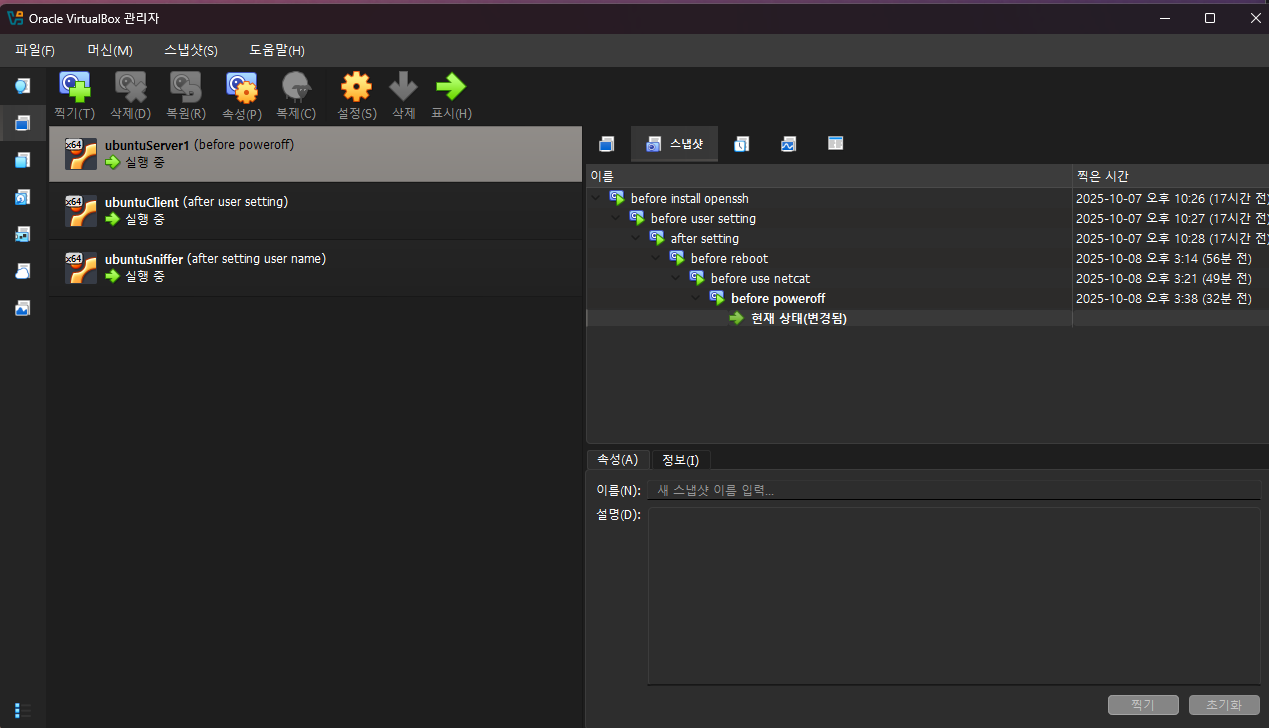 Oracle VirtualBox 관리자
파일(F) 머신(M) 스냅샷(S) 도움말(H)
찍기(T) 삭제(D) 복원(R) 속성(P) 복제(C) 설정(S) 삭제 표시(H)
x64 ubuntuServer1 (before poweroff)
실행 중
x64 ubuntuClient (after user setting)
실행 중
x64 ubuntuSniffer (after setting user name)
실행 중
스냅샷
이름 찍은 시간
before install openssh 2025-10-07 오후 10:26 (17시간 전)
before user setting 2025-10-07 오후 10:27 (17시간 전)
after setting 2025-10-07 오후 10:28 (17시간 전)
before reboot 2025-10-08 오후 3:14 (56분 전)
before use netcat 2025-10-08 오후 3:21 (49분 전)
before poweroff 2025-10-08 오후 3:38 (32분 전)
현재 상태(변경됨)
속성(A) 정보(I)
이름(N): 새 스냅샷 이름 입력...
설명(D):
찍기 초기화